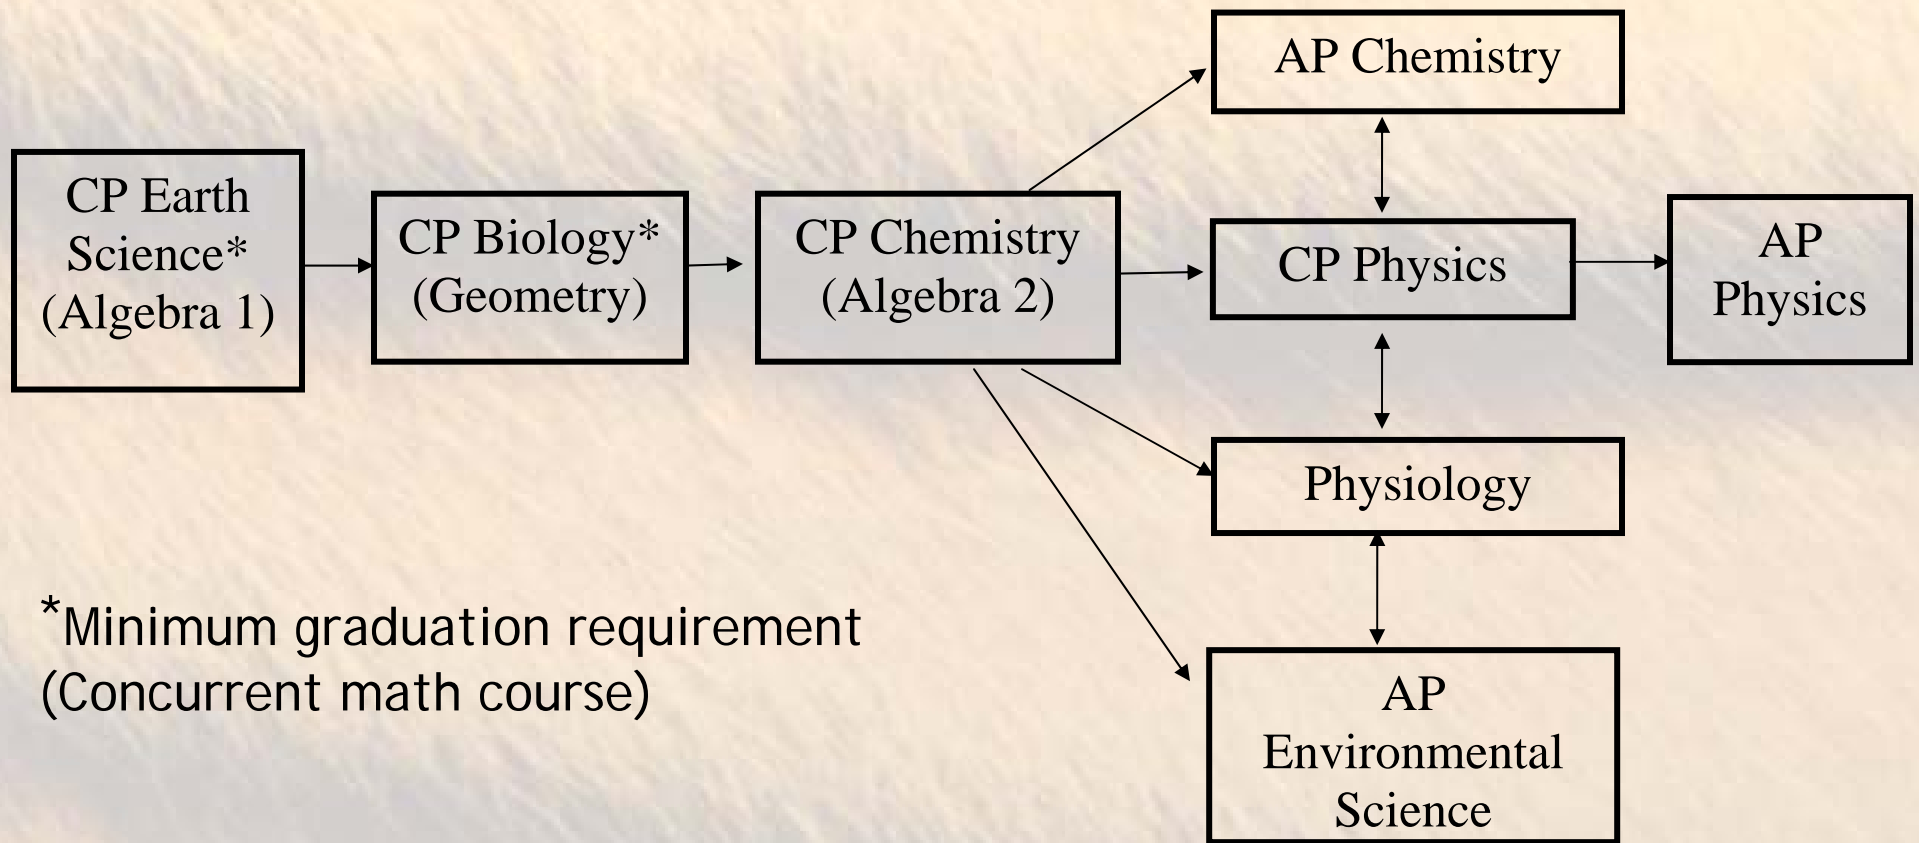 CP Earth
Science*
(Algebra 1)
CP Biology*
(Geometry)
CP Chemistry
(Algebra 2)
AP Chemistry
CP Physics
AP
Physics
Physiology
AP
Environmental
Science
*Minimum graduation requirement
(Concurrent math course)